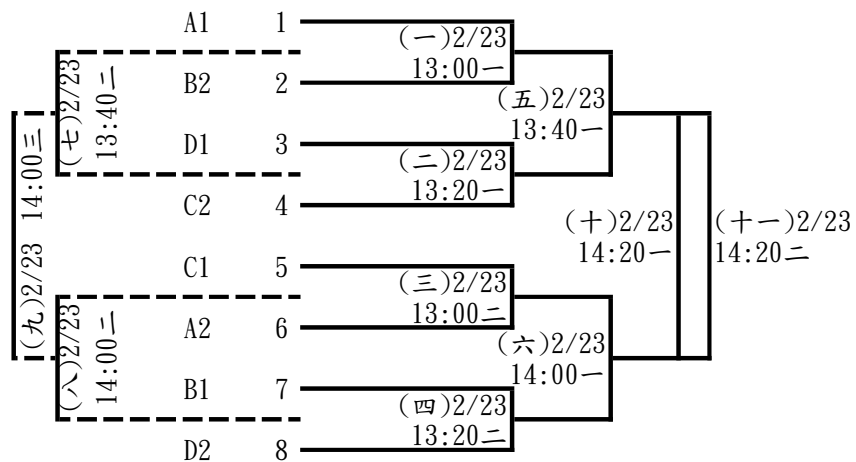 A1 1
(一)2/23
13:00一
B2 2
(五)2/23
13:40一
D1 3
(二)2/23
13:20一
C2 4
(七)2/23
13:40二
(九)2/23 14:00三
(十)2/23
14:20一
(十一)2/23
14:20二
C1 5
(三)2/23
13:00二
A2 6
(六)2/23
14:00一
B1 7
(四)2/23
13:20二
D2 8
(八)2/23
14:00二